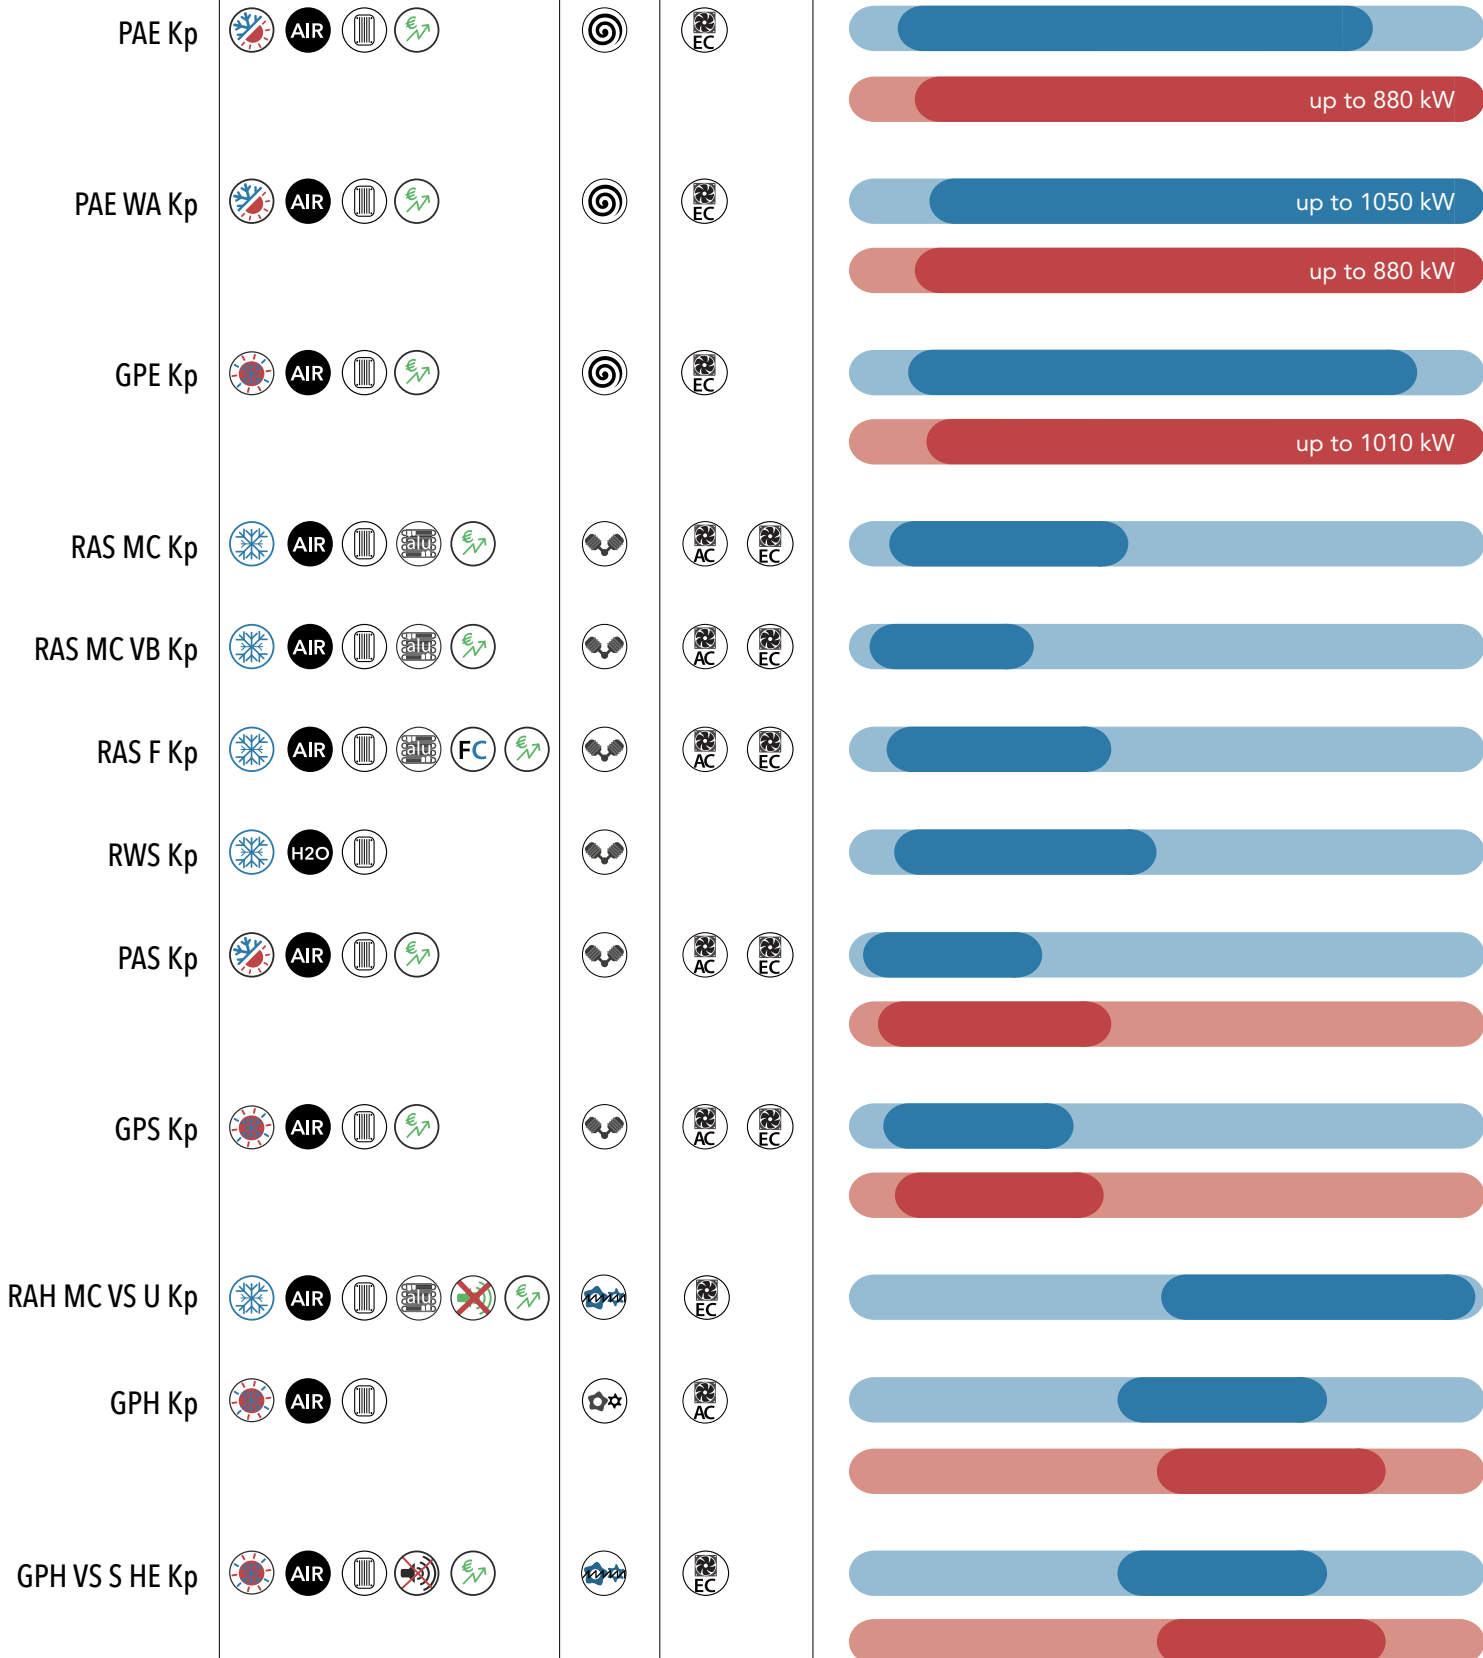 PAE Kp AIR € EC
up to 880 kW
PAE WA Kp AIR € EC up to 1050 kW
up to 880 kW
GPE Kp AIR € EC
up to 1010 kW
RAS MC Kp AIR alu € AC EC
RAS MC VB Kp AIR alu € AC EC
RAS F Kp AIR alu FC € AC EC
RWS Kp H2O
PAS Kp AIR € AC EC
GPS Kp AIR € AC EC
RAH MC VS U Kp AIR alu € EC
GPH Kp AIR AC
GPH VS S HE Kp AIR € EC